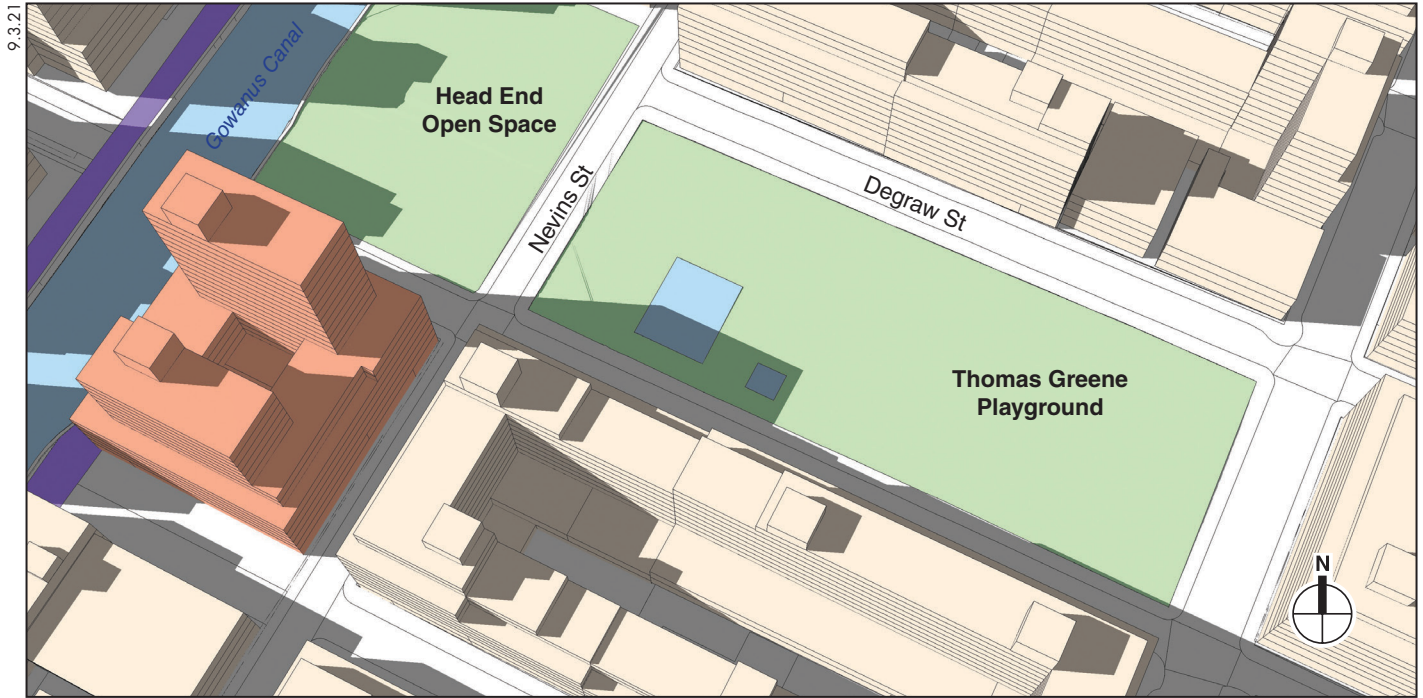 9.3.21
Gowanus Canal
Head End
Open Space
Nevins St
Degraw St
Thomas Greene
Playground
N